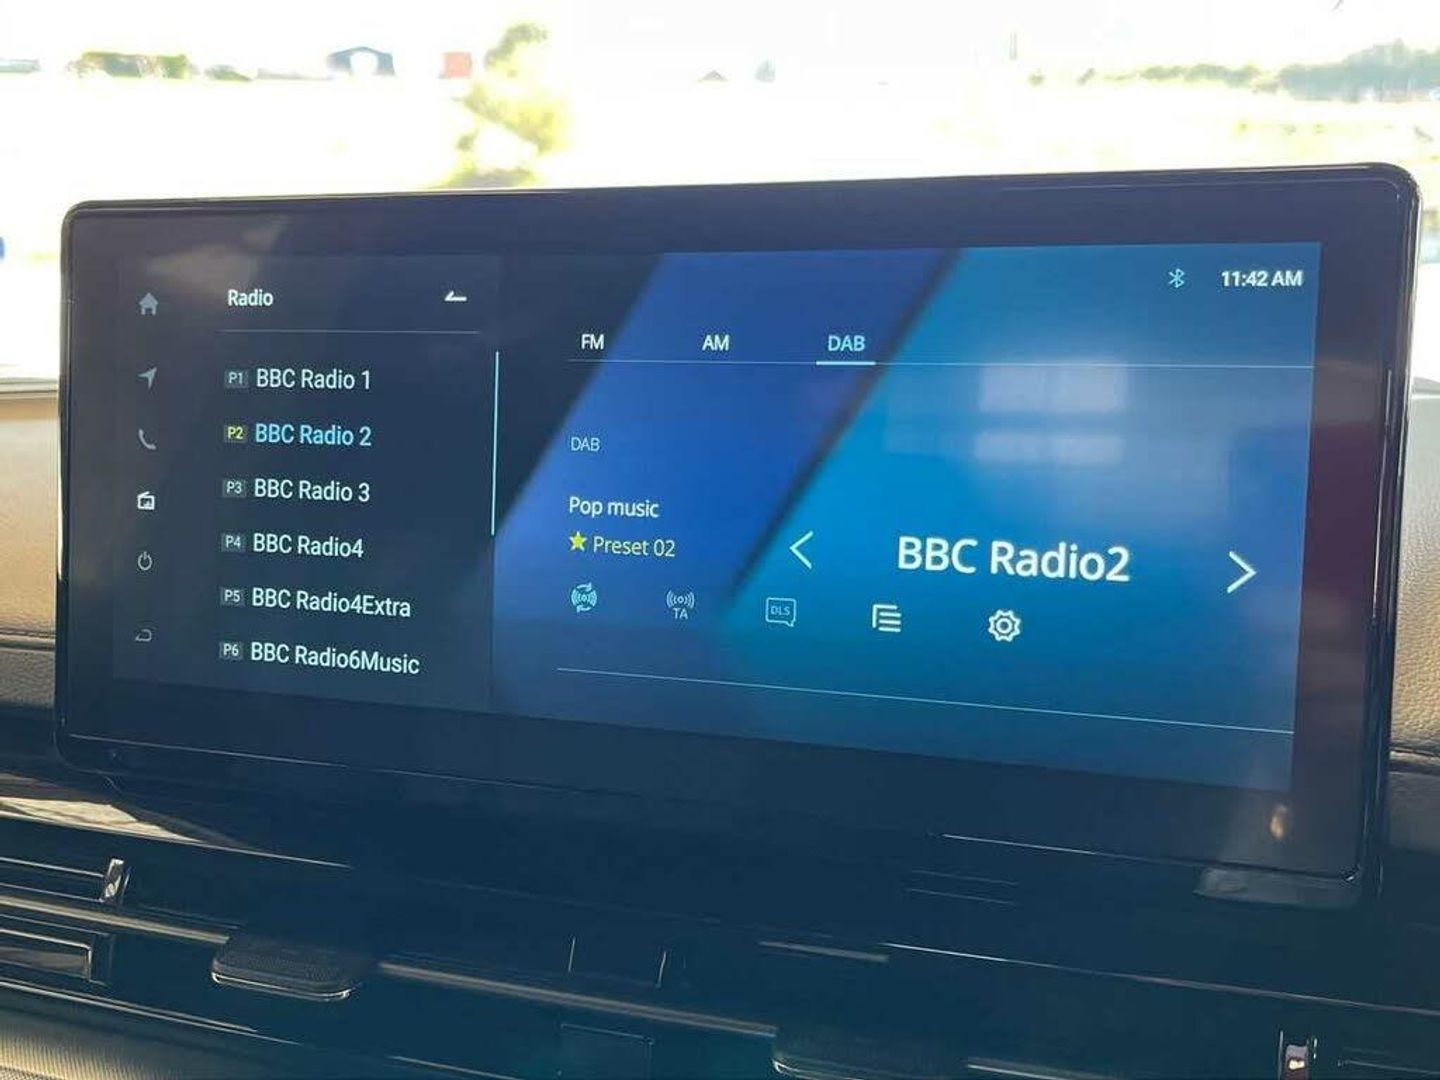 11:42 AM
Radio
FM AM DAB
P1 BBC Radio 1
P2 BBC Radio 2
P3 BBC Radio 3
P4 BBC Radio4
P5 BBC Radio4Extra
P6 BBC Radio6Music
DAB
Pop music
Preset 02
BBC Radio2
TA
DLS